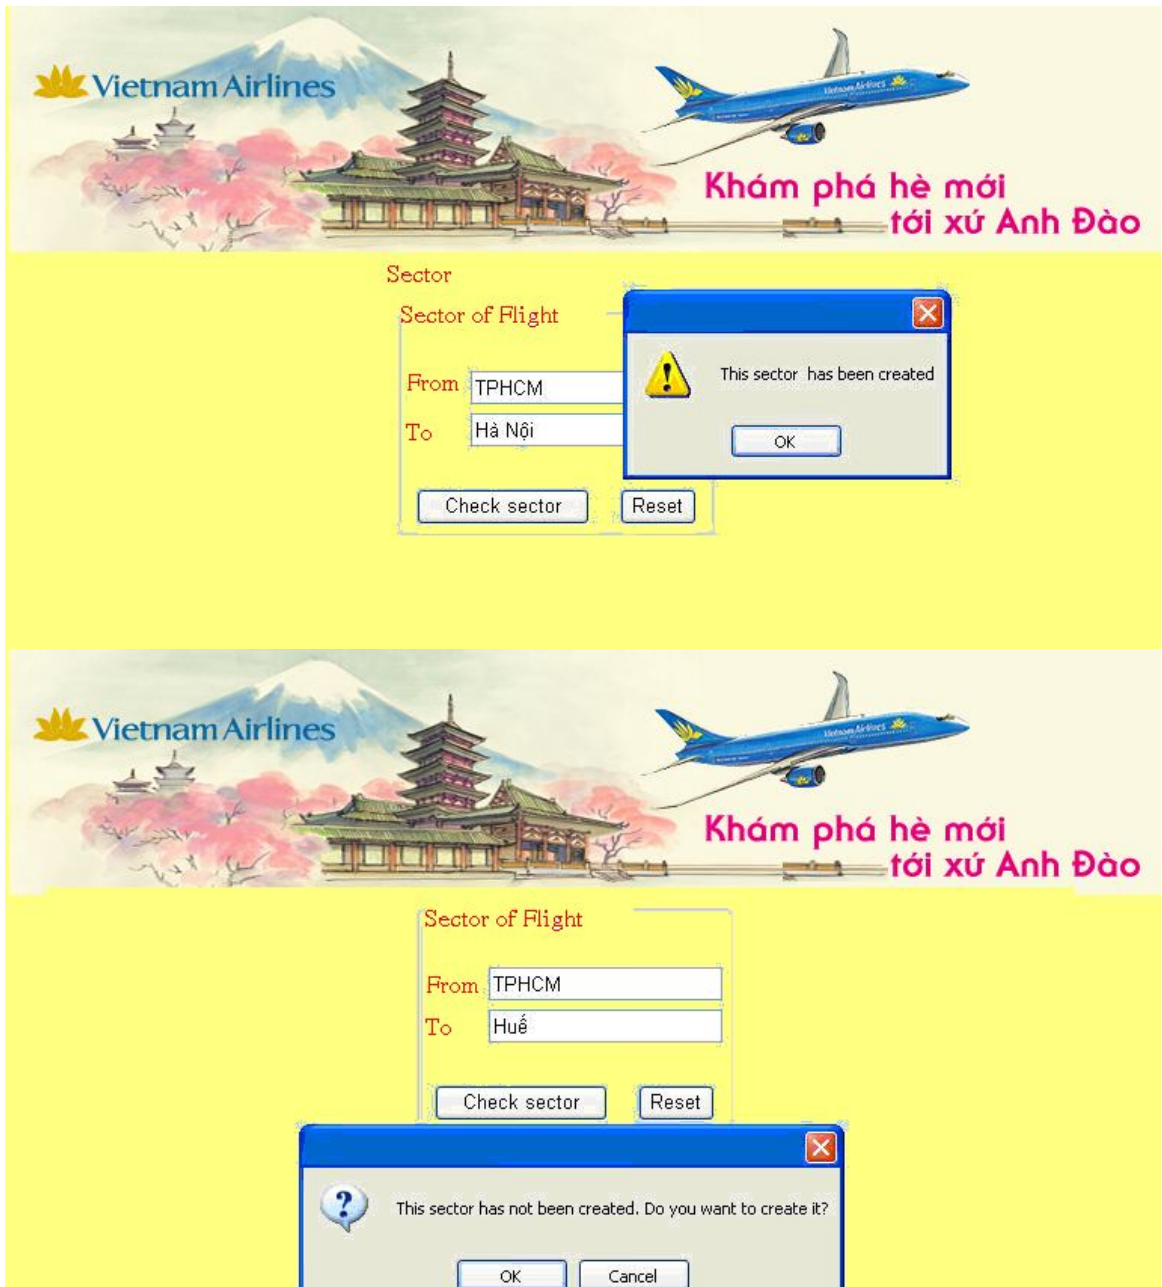 Vietnam Airlines
Khám phá hè mới
tới xứ Anh Đào
Sector
Sector of Flight
From TPHCM
To Hà Nội
This sector has been created
OK
Check sector Reset
Vietnam Airlines
Khám phá hè mới
tới xứ Anh Đào
Sector of Flight
From TPHCM
To Huế
Check sector Reset
This sector has not been created. Do you want to create it?
OK Cancel